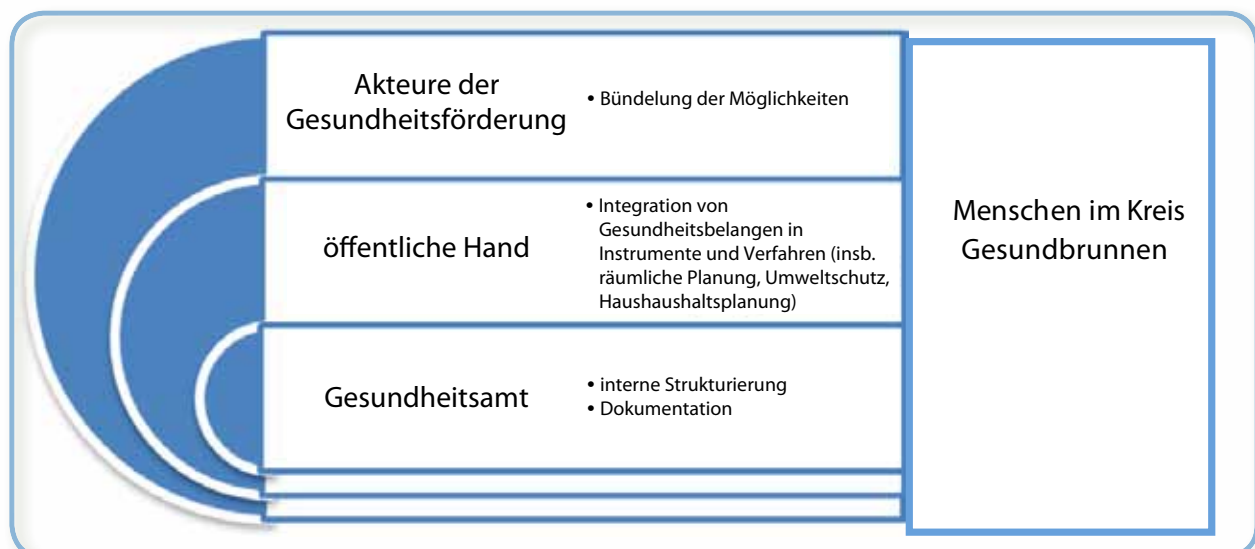 Akteure der
Gesundheitsförderung
• Bündelung der Möglichkeiten
öffentliche Hand
• Integration von
Gesundheitsbelangen in
Instrumente und Verfahren (insb.
räumliche Planung, Umweltschutz,
Haushaushaltsplanung)
Gesundheitsamt
• interne Strukturierung
• Dokumentation
Menschen im Kreis
Gesundbrunnen